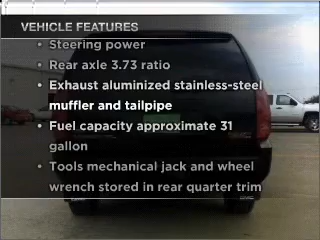 VEHICLE FEATURES
• Steering power
• Rear axle 3.73 ratio
• Exhaust aluminized stainless-steel
muffler and tailpipe
• Fuel capacity approximate 31
gallon
• Tools mechanical jack and wheel
wrench stored in rear quarter trim